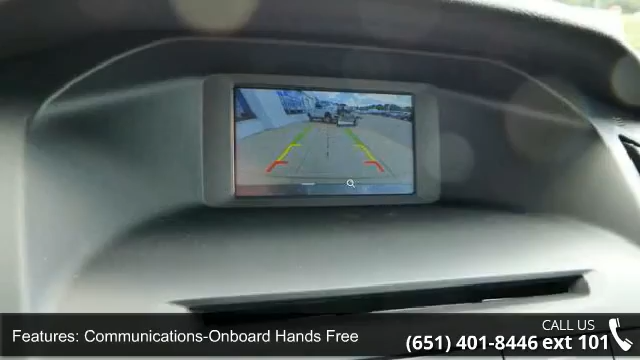 Features: Communications-Onboard Hands Free
CALL US
(651) 401-8446 ext 101